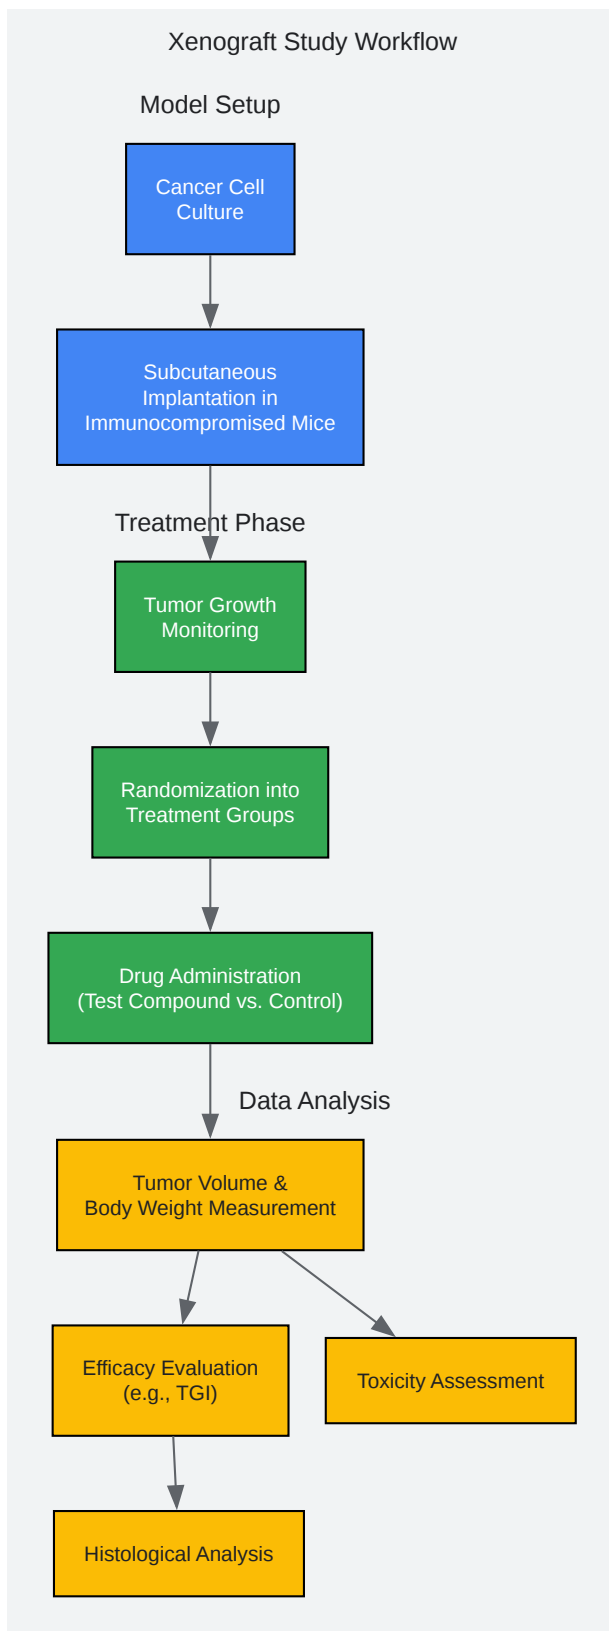 Xenograft Study Workflow
Model Setup
Cancer Cell
Culture
Subcutaneous
Implantation in
Immunocompromised Mice
Treatment Phase
Tumor Growth
Monitoring
Randomization into
Treatment Groups
Drug Administration
(Test Compound vs. Control)
Data Analysis
Tumor Volume &
Body Weight Measurement
Efficacy Evaluation
(e.g., TGI)
Toxicity Assessment
Histological Analysis